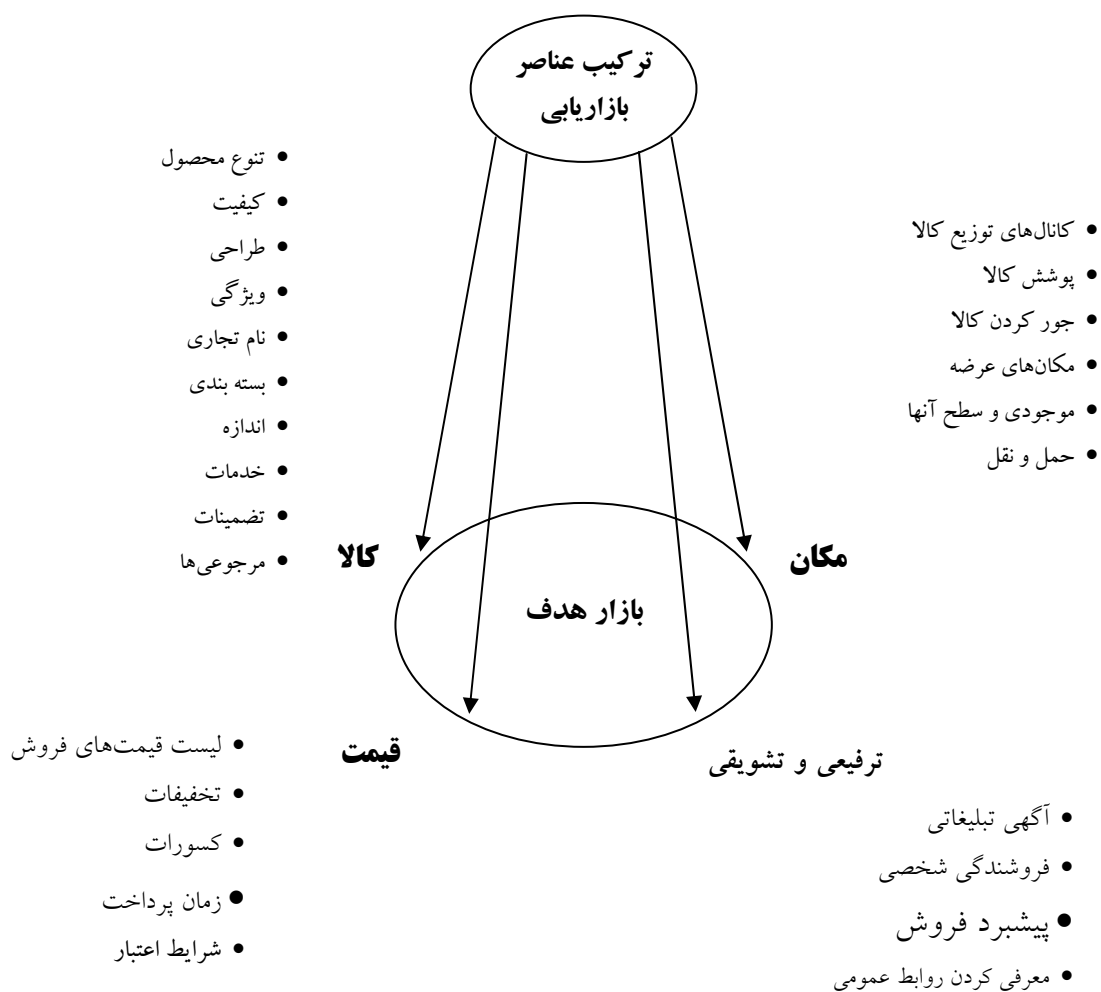 ترکیب عناصر
بازاریابی
• کانال‌های توزیع کالا
• پوشش کالا
• جور کردن کالا
• مکان‌های عرضه
• موجودی و سطح آنها
• حمل و نقل
• تنوع محصول
• کیفیت
• طراحی
• ویژگی
• نام تجاری
• بسته بندی
• اندازه
• خدمات
• تضمینات
• مرجوعی‌ها
مکان
کالا
بازار هدف
ترفیعی و تشویقی
• آگهی تبلیغاتی
• فروشندگی شخصی
• پیشبرد فروش
• معرفی کردن روابط عمومی
قیمت
• لیست قیمت‌های فروش
• تخفیفات
• کسورات
• زمان پرداخت
• شرایط اعتبار